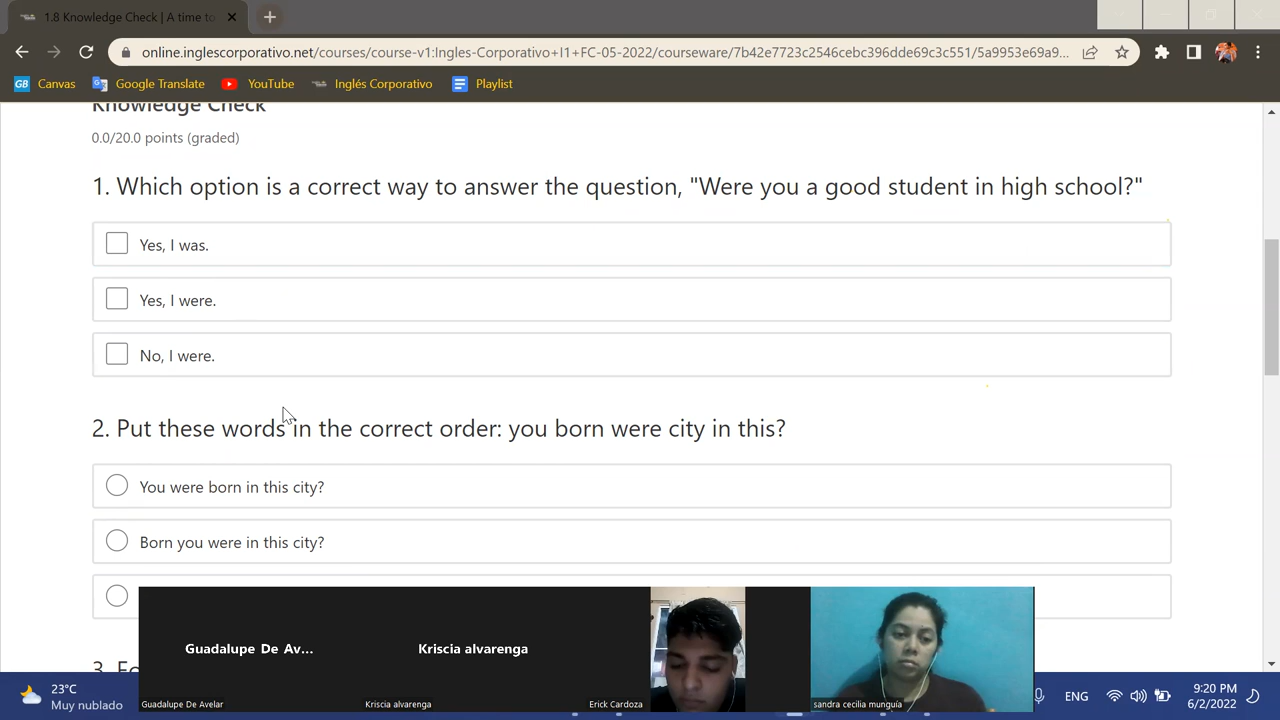 1.8 Knowledge Check | A time to
online.inglescorporativo.net/courses/course-v1:Ingles-Corporativo+I1+FC-05-2022/courseware/7b42e7723c2546cebc396dde69c3c551/5a9953e69a9...
GB Canvas Google Translate YouTube Inglés Corporativo Playlist
Knowledge Check
0.0/20.0 points (graded)
1. Which option is a correct way to answer the question, "Were you a good student in high school?"
Yes, I was.
Yes, I were.
No, I were.
2. Put these words in the correct order: you born were city in this?
You were born in this city?
Born you were in this city?
3. Fo
Guadalupe De Av... Kriscia alvarenga
Guadalupe De Avelar Kriscia alvarenga Erick Cardoza sandra cecilia munguía
23°C
Muy nublado
ENG
9:20 PM
6/2/2022